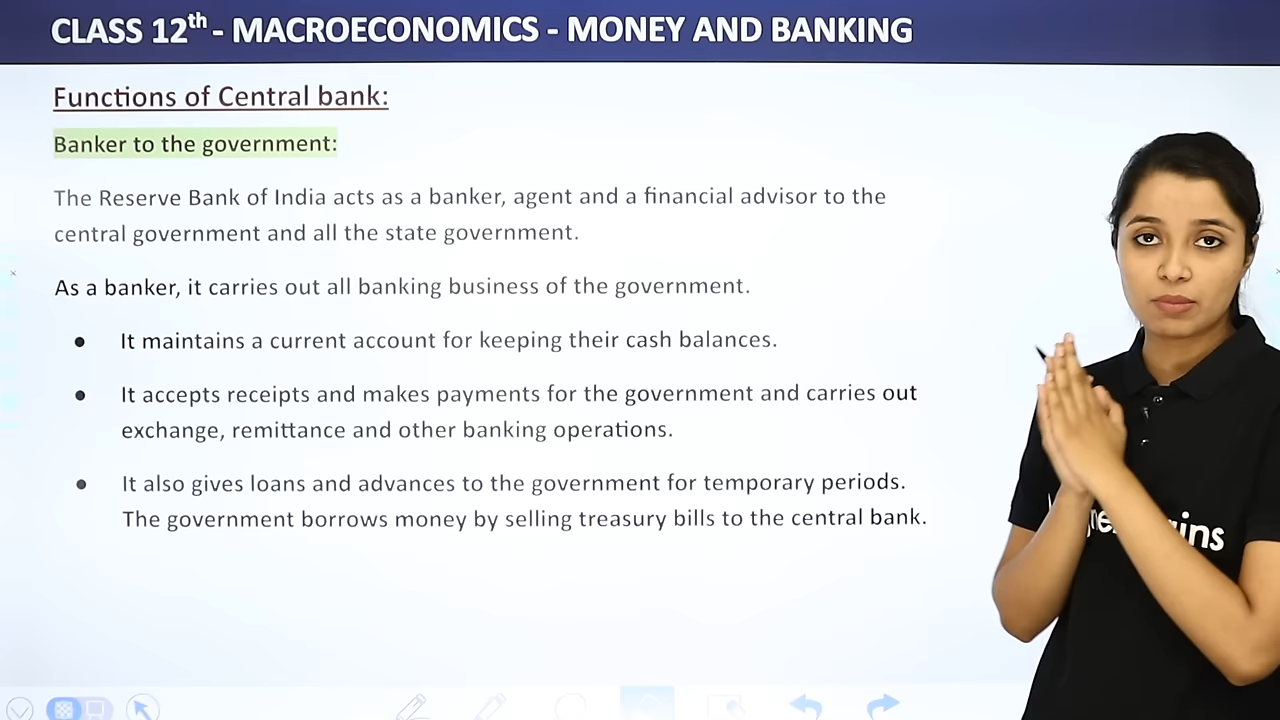 CLASS 12th - MACROECONOMICS - MONEY AND BANKING
Functions of Central bank:
Banker to the government:
The Reserve Bank of India acts as a banker, agent and a financial advisor to the
central government and all the state government.
As a banker, it carries out all banking business of the government.
● It maintains a current account for keeping their cash balances.
● It accepts receipts and makes payments for the government and carries out
exchange, remittance and other banking operations.
● It also gives loans and advances to the government for temporary periods.
The government borrows money by selling treasury bills to the central bank.